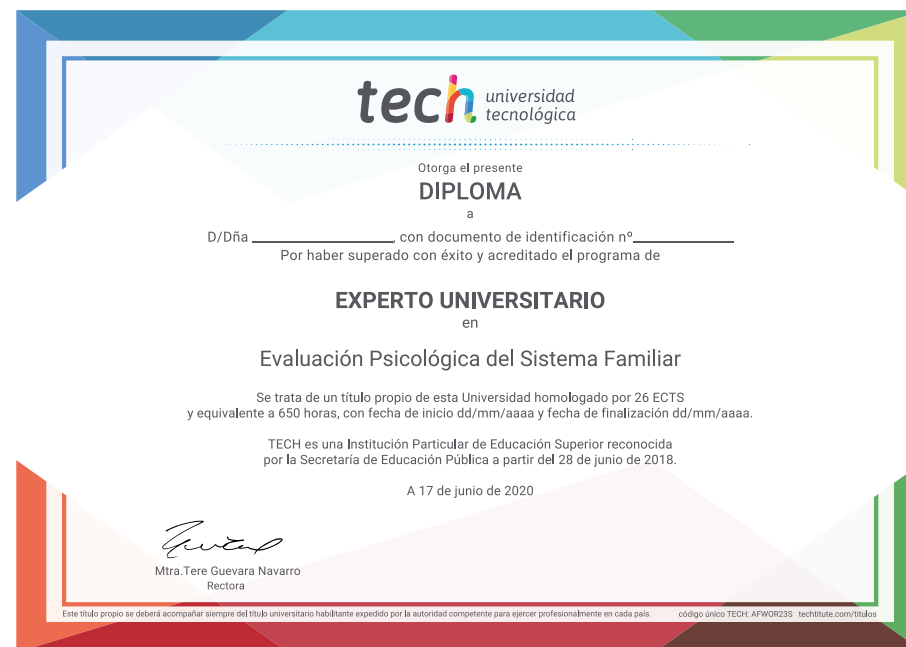 tech universidad
tecnológica
Otorga el presente
DIPLOMA
a
D/Dña ____________________, con documento de identificación nº______________
Por haber superado con éxito y acreditado el programa de
EXPERTO UNIVERSITARIO
en
Evaluación Psicológica del Sistema Familiar
Se trata de un título propio de esta Universidad homologado por 26 ECTS
y equivalente a 650 horas, con fecha de inicio dd/mm/aaaa y fecha de finalización dd/mm/aaaa.
TECH es una Institución Particular de Educación Superior reconocida
por la Secretaría de Educación Pública a partir del 28 de junio de 2018.
A 17 de junio de 2020
Mtra.Tere Guevara Navarro
Rectora
Este título propio se deberá acompañar siempre del título universitario habilitante expedido por la autoridad competente para ejercer profesionalmente en cada país. código único TECH: AFWOR23S techtitute.com/titulos